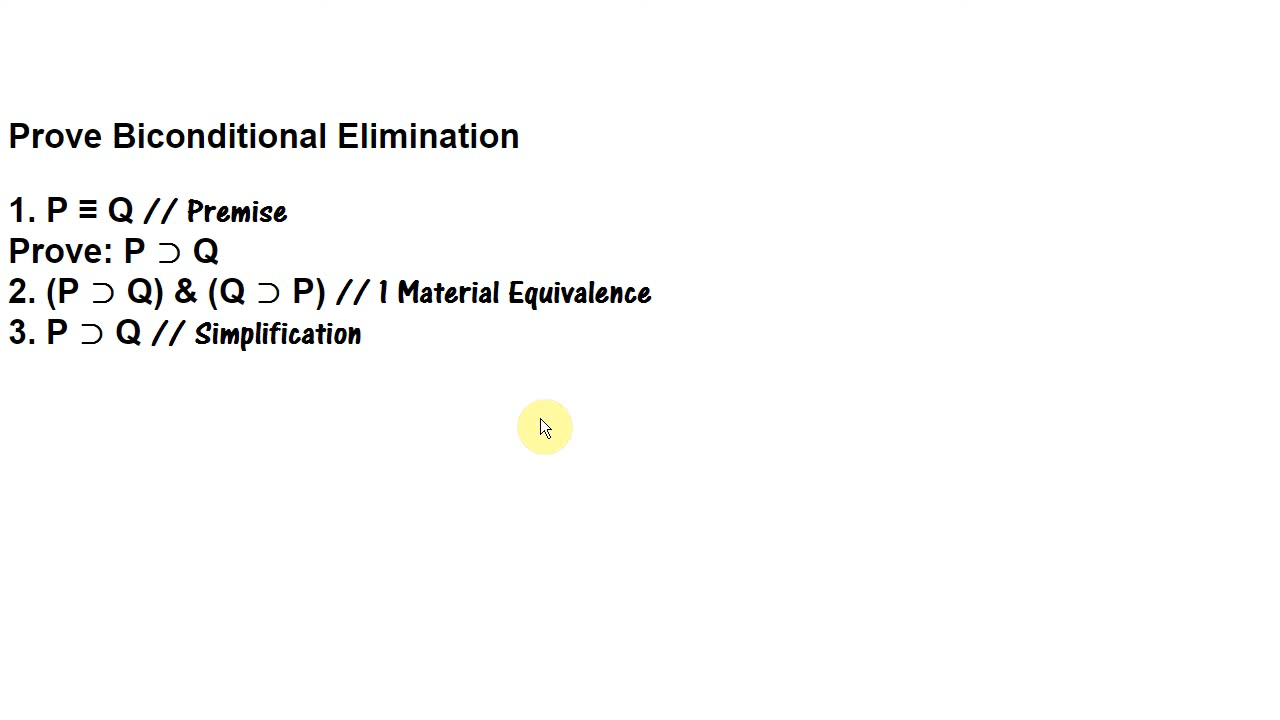 Prove Biconditional Elimination
1. P ≡ Q // Premise
Prove: P ⊃ Q
2. (P ⊃ Q) & (Q ⊃ P) // 1 Material Equivalence
3. P ⊃ Q // Simplification